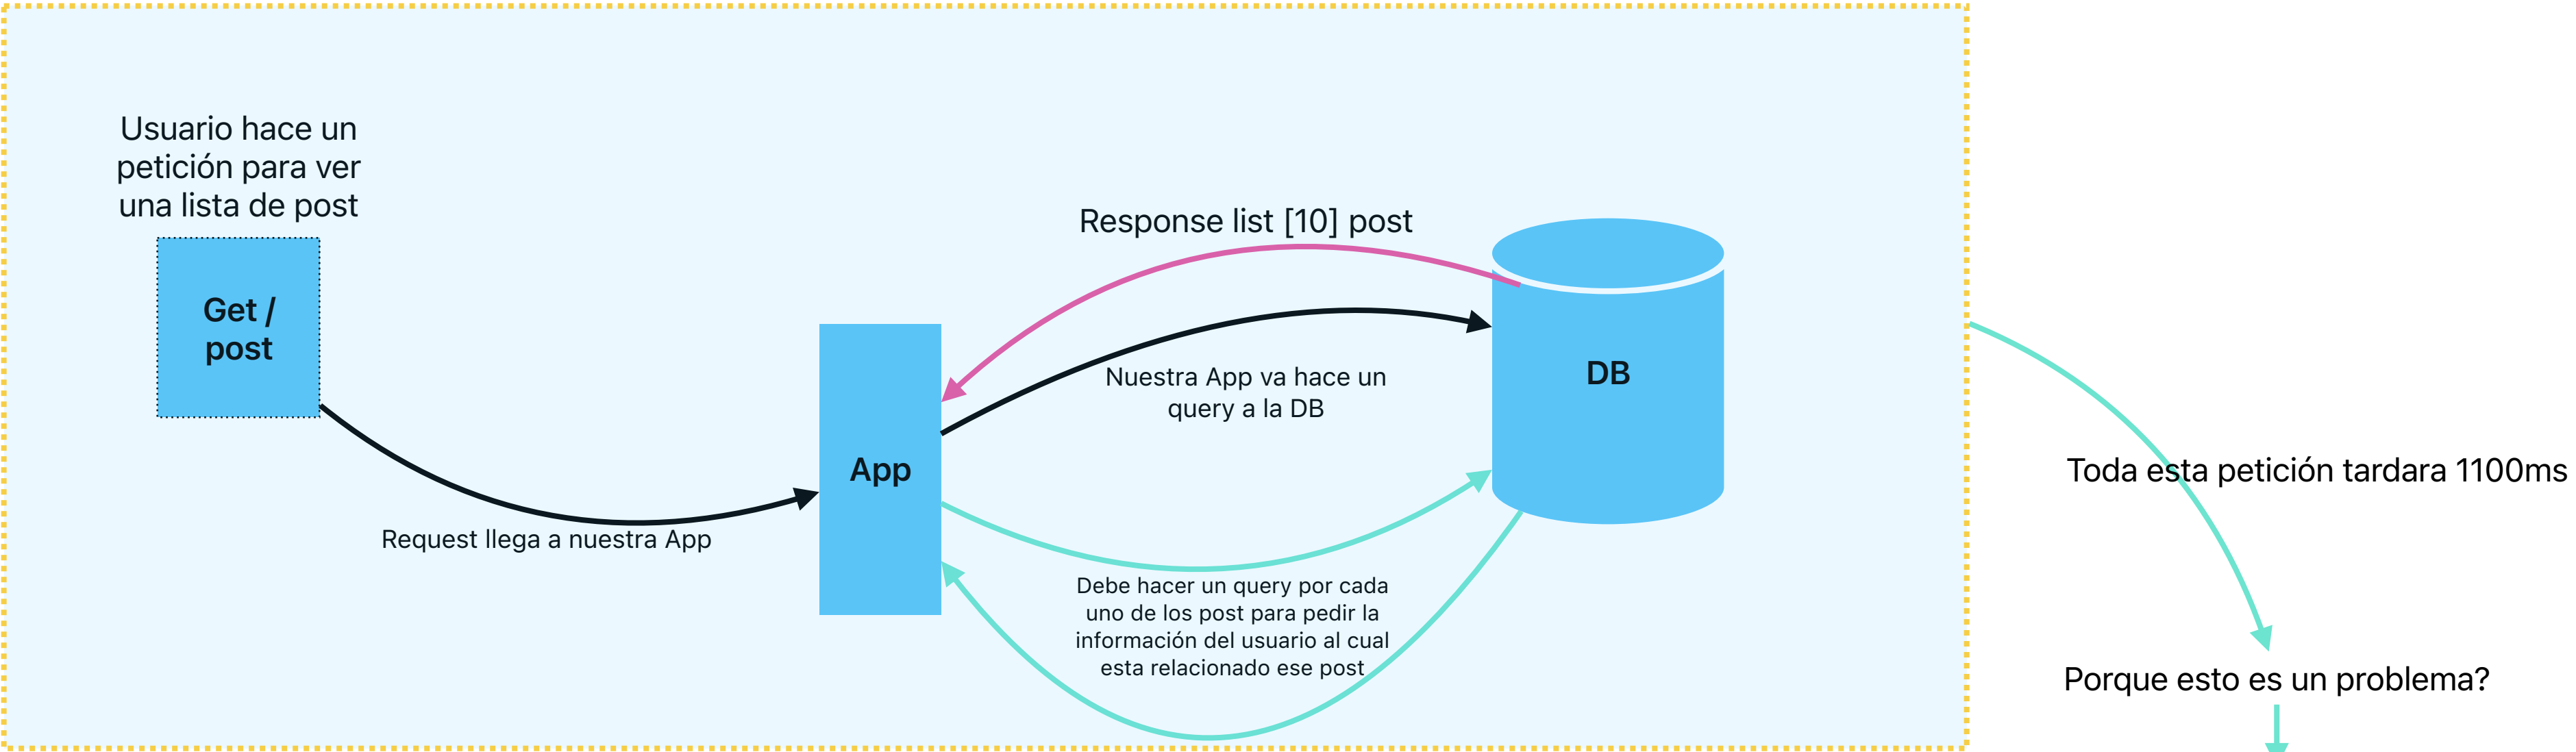 Usuario hace un
petición para ver
una lista de post
Get /
post
Request llega a nuestra App
App
Response list [10] post
Nuestra App va hace un
query a la DB
DB
Debe hacer un query por cada
uno de los post para pedir la
información del usuario al cual
esta relacionado ese post
Toda esta petición tardara 1100ms
Porque esto es un problema?